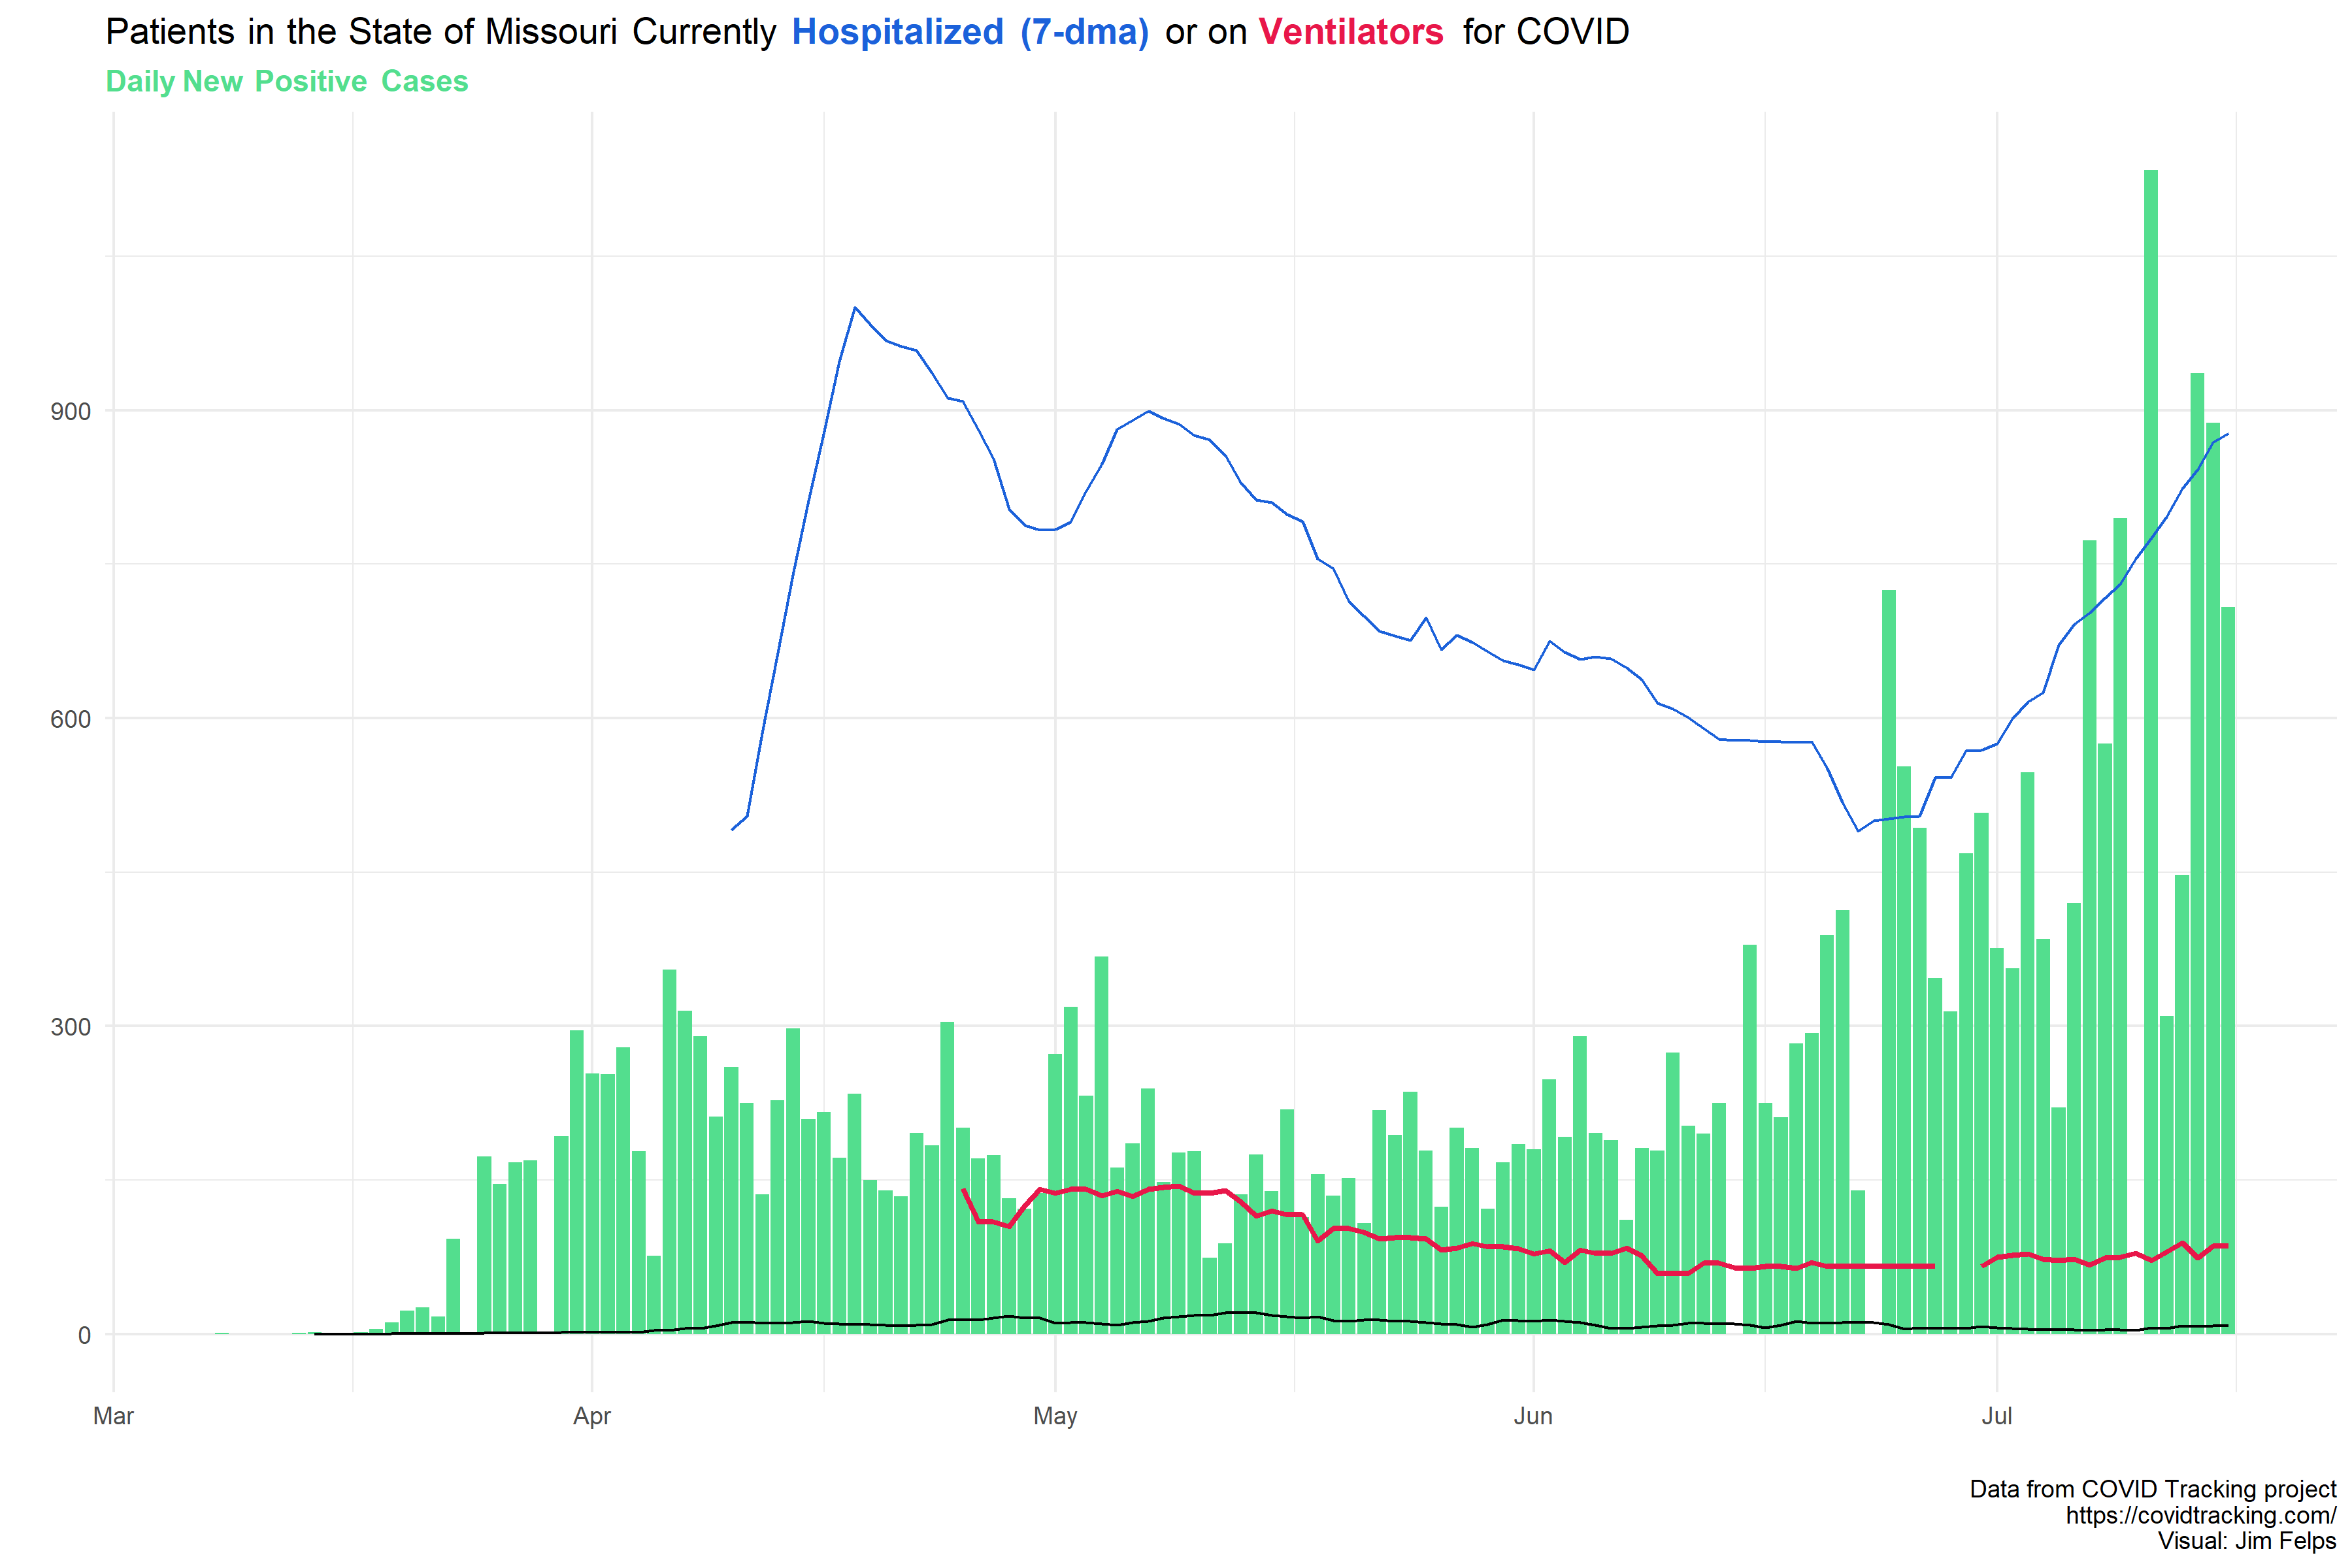 Patients in the State of Missouri Currently Hospitalized (7-dma) or on Ventilators for COVID
Daily New Positive Cases
900
600
300
0
Mar Apr May Jun Jul
Data from COVID Tracking project
https://covidtracking.com/
Visual: Jim Felps